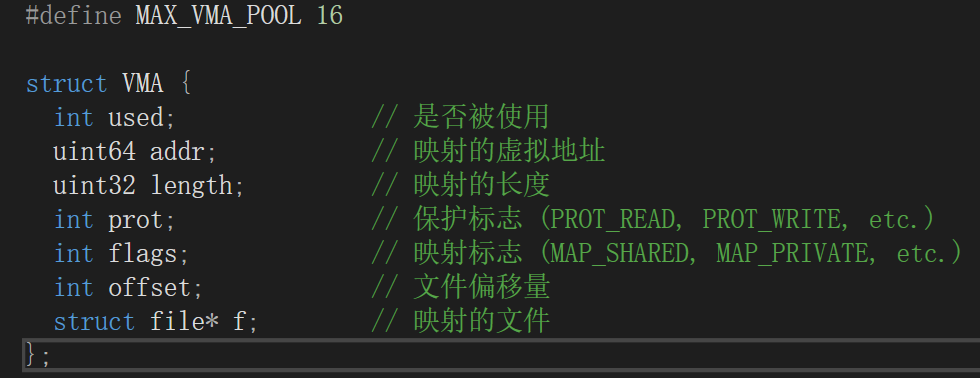 #define MAX_VMA_POOL 16
struct VMA {
int used; // 是否被使用
uint64 addr; // 映射的虚拟地址
uint32 length; // 映射的长度
int prot; // 保护标志 (PROT_READ, PROT_WRITE, etc.)
int flags; // 映射标志 (MAP_SHARED, MAP_PRIVATE, etc.)
int offset; // 文件偏移量
struct file* f; // 映射的文件
};